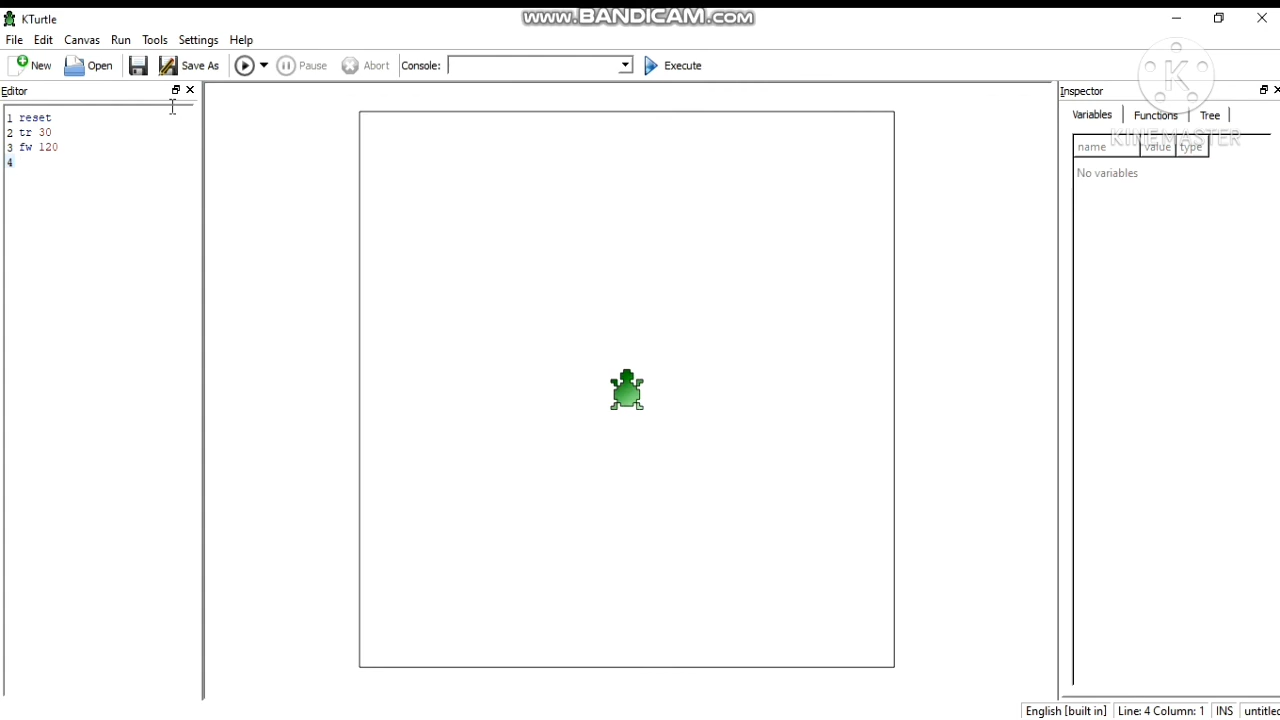 www.BANDICAM.com
KTurtle
File Edit Canvas Run Tools Settings Help
New Open Save As Pause Abort Console: Execute
Editor
1 reset
2 tr 30
3 fw 120
4
Inspector
Variables Functions Tree
KINEMASTER
name value type
No variables
English [built in] Line: 4 Column: 1 INS untitled